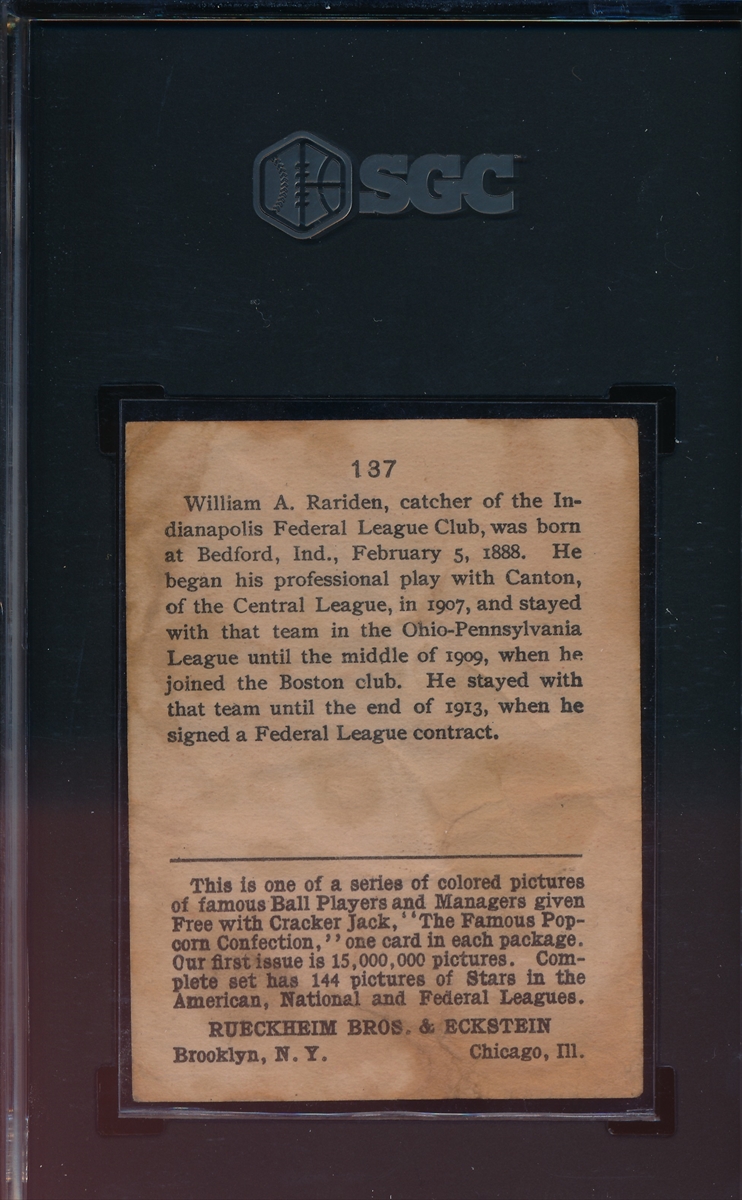 SGC
137
William A. Rariden, catcher of the In-
dianapolis Federal League Club, was born
at Bedford, Ind., February 5, 1888. He
began his professional play with Canton,
of the Central League, in 1907, and stayed
with that team in the Ohio-Pennsylvania
League until the middle of 1909, when he
joined the Boston club. He stayed with
that team until the end of 1913, when he
signed a Federal League contract.
This is one of a series of colored pictures
of famous Ball Players and Managers given
Free with Cracker Jack, "The Famous Pop-
corn Confection," one card in each package.
Our first issue is 15,000,000 pictures. Com-
plete set has 144 pictures of Stars in the
American, National and Federal Leagues.
RUECKHEIM BROS. & ECKSTEIN
Brooklyn, N. Y. Chicago, Ill.